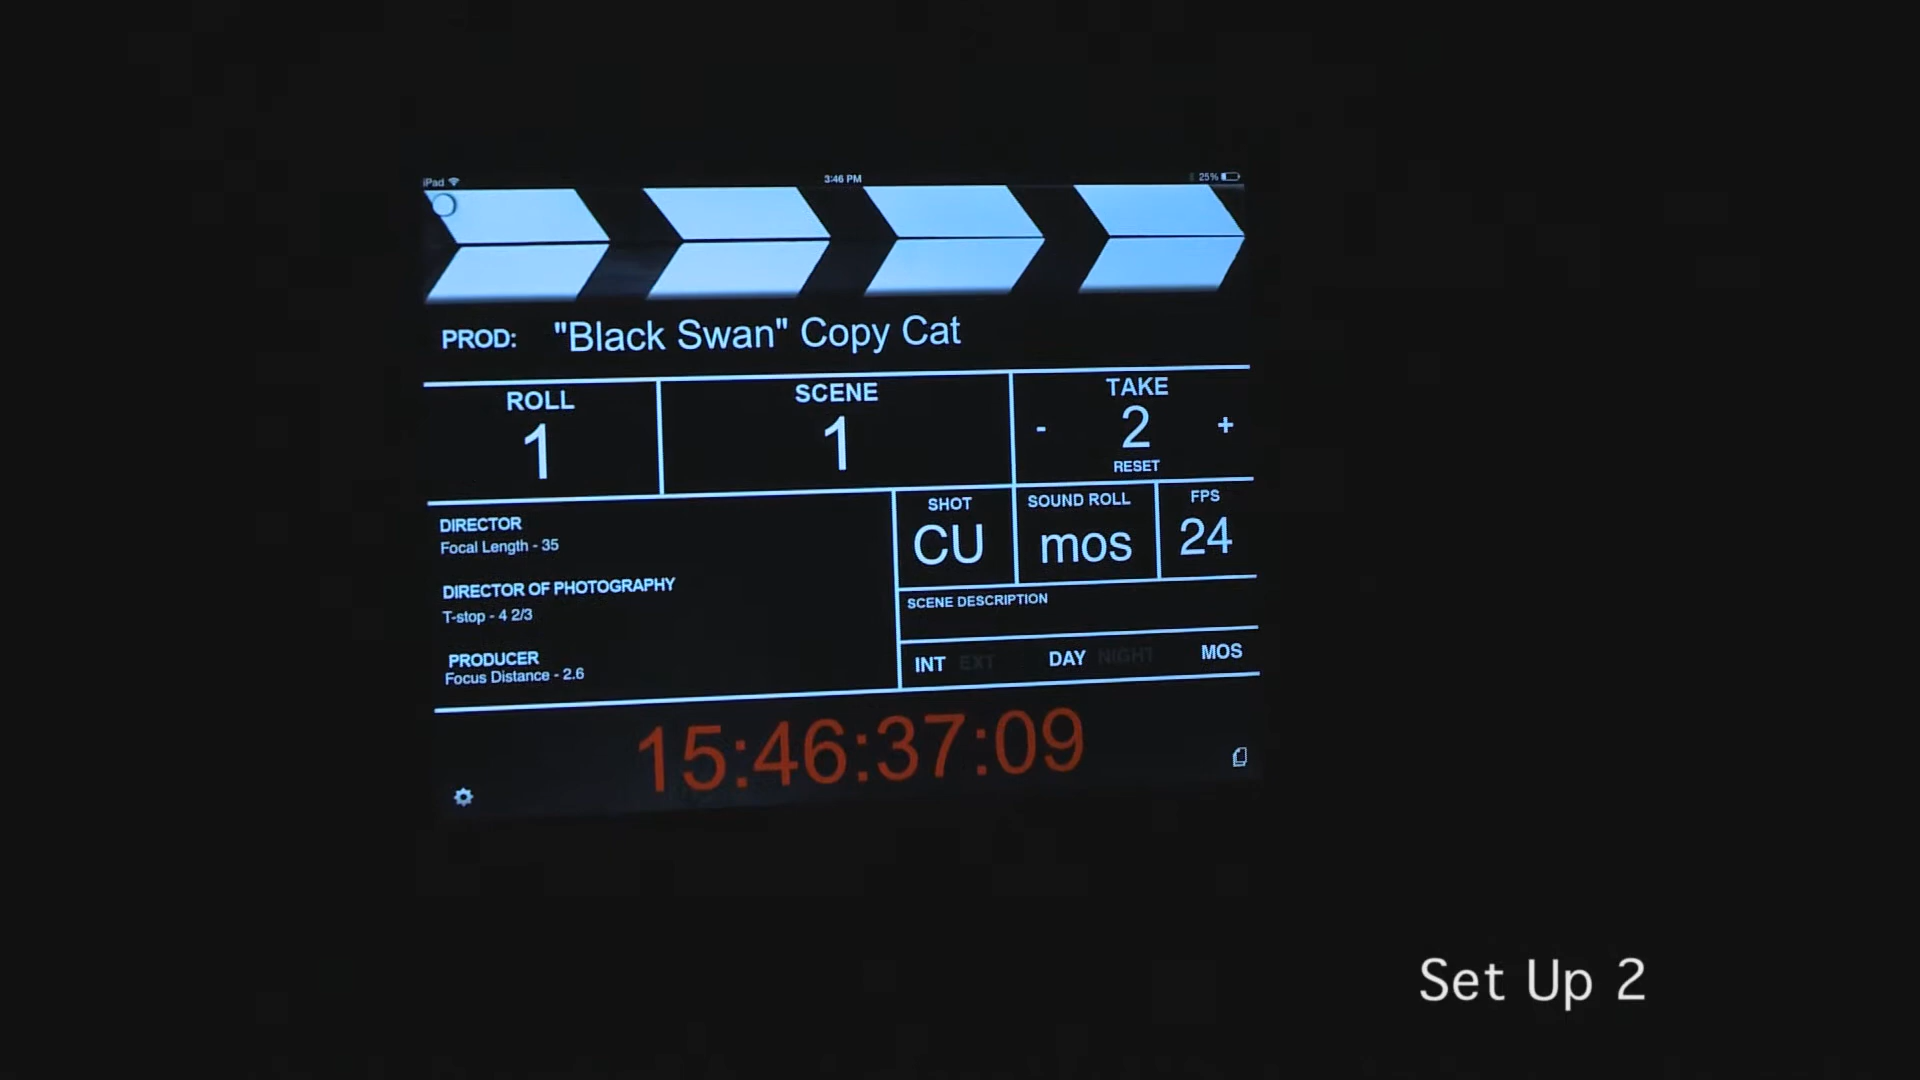 iPad 3:46 PM 25%
PROD: "Black Swan" Copy Cat
ROLL SCENE TAKE
1 1 - 2 +
RESET
DIRECTOR SHOT SOUND ROLL FPS
Focal Length - 35 CU mos 24
DIRECTOR OF PHOTOGRAPHY
T-stop - 4 2/3
SCENE DESCRIPTION
PRODUCER
Focus Distance - 2.6
INT EXT DAY NIGHT MOS
15:46:37:09
Set Up 2